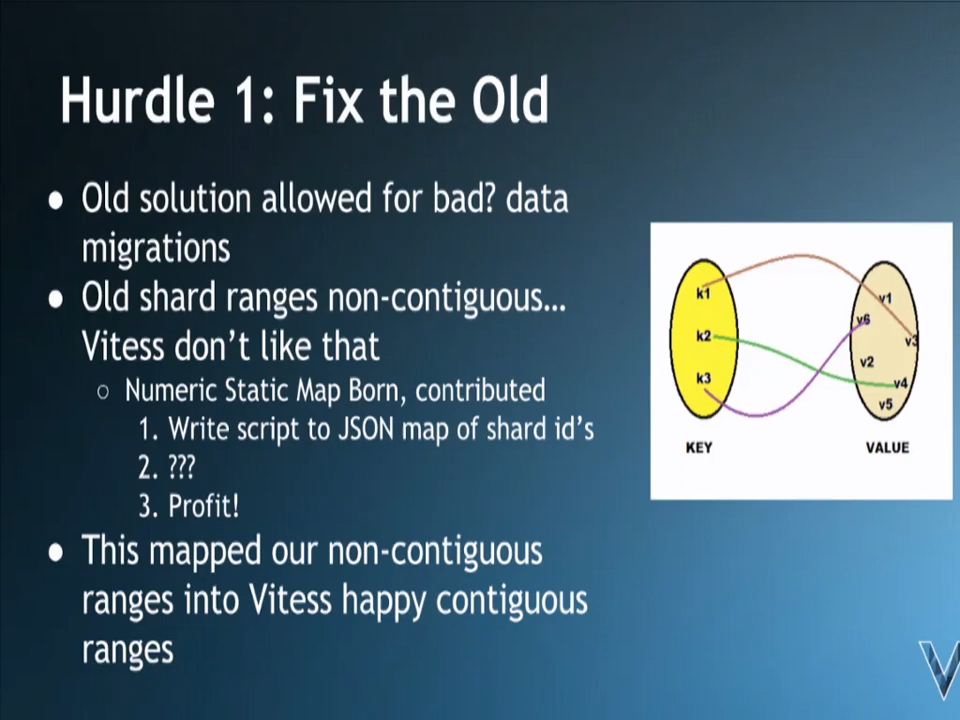 Hurdle 1: Fix the Old
● Old solution allowed for bad? data
migrations
● Old shard ranges non-contiguous...
Vitess don't like that
○ Numeric Static Map Born, contributed
1. Write script to JSON map of shard id's
2. ???
3. Profit!
● This mapped our non-contiguous
ranges into Vitess happy contiguous
ranges
k1
k2
k3
KEY
v1
v6
v3
v2
v4
v5
VALUE
V